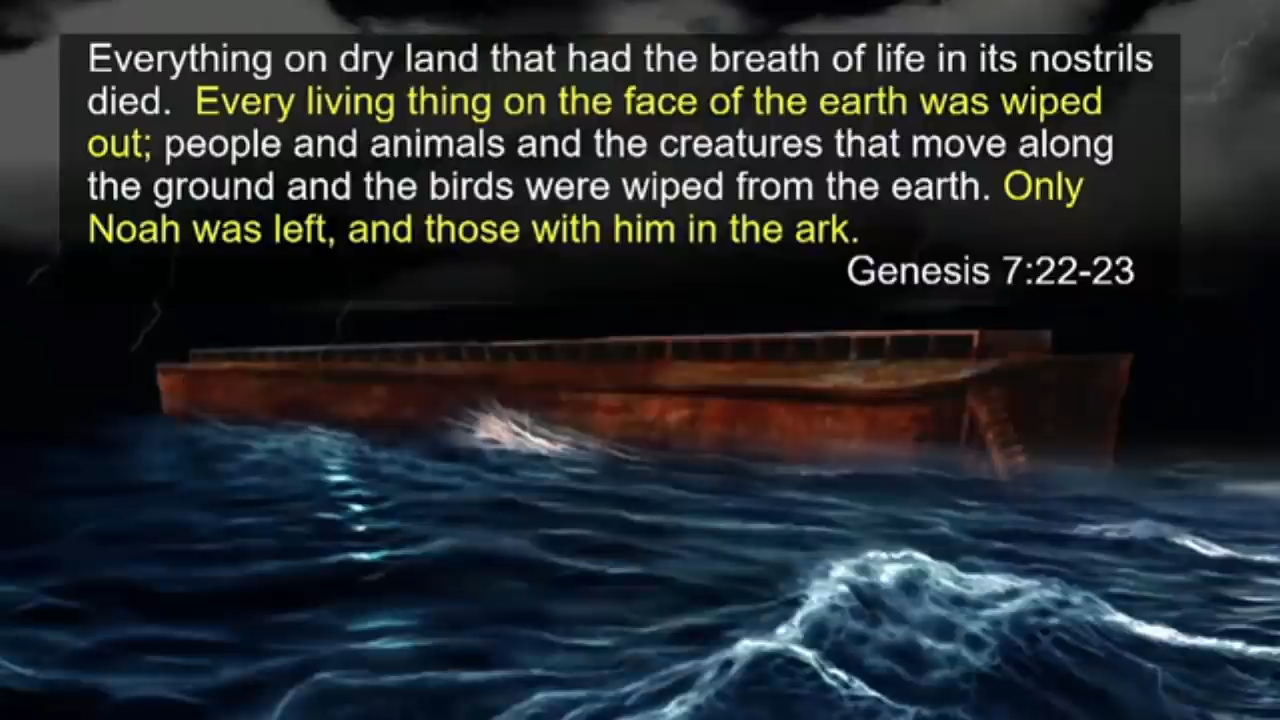 Everything on dry land that had the breath of life in its nostrils
died.  Every living thing on the face of the earth was wiped
out; people and animals and the creatures that move along
the ground and the birds were wiped from the earth. Only
Noah was left, and those with him in the ark.
Genesis 7:22-23